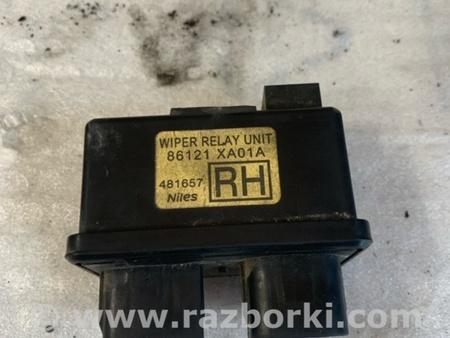 WIPER RELAY UNIT
86121 XA01A
481657 RH
Niles
www.razborki.com